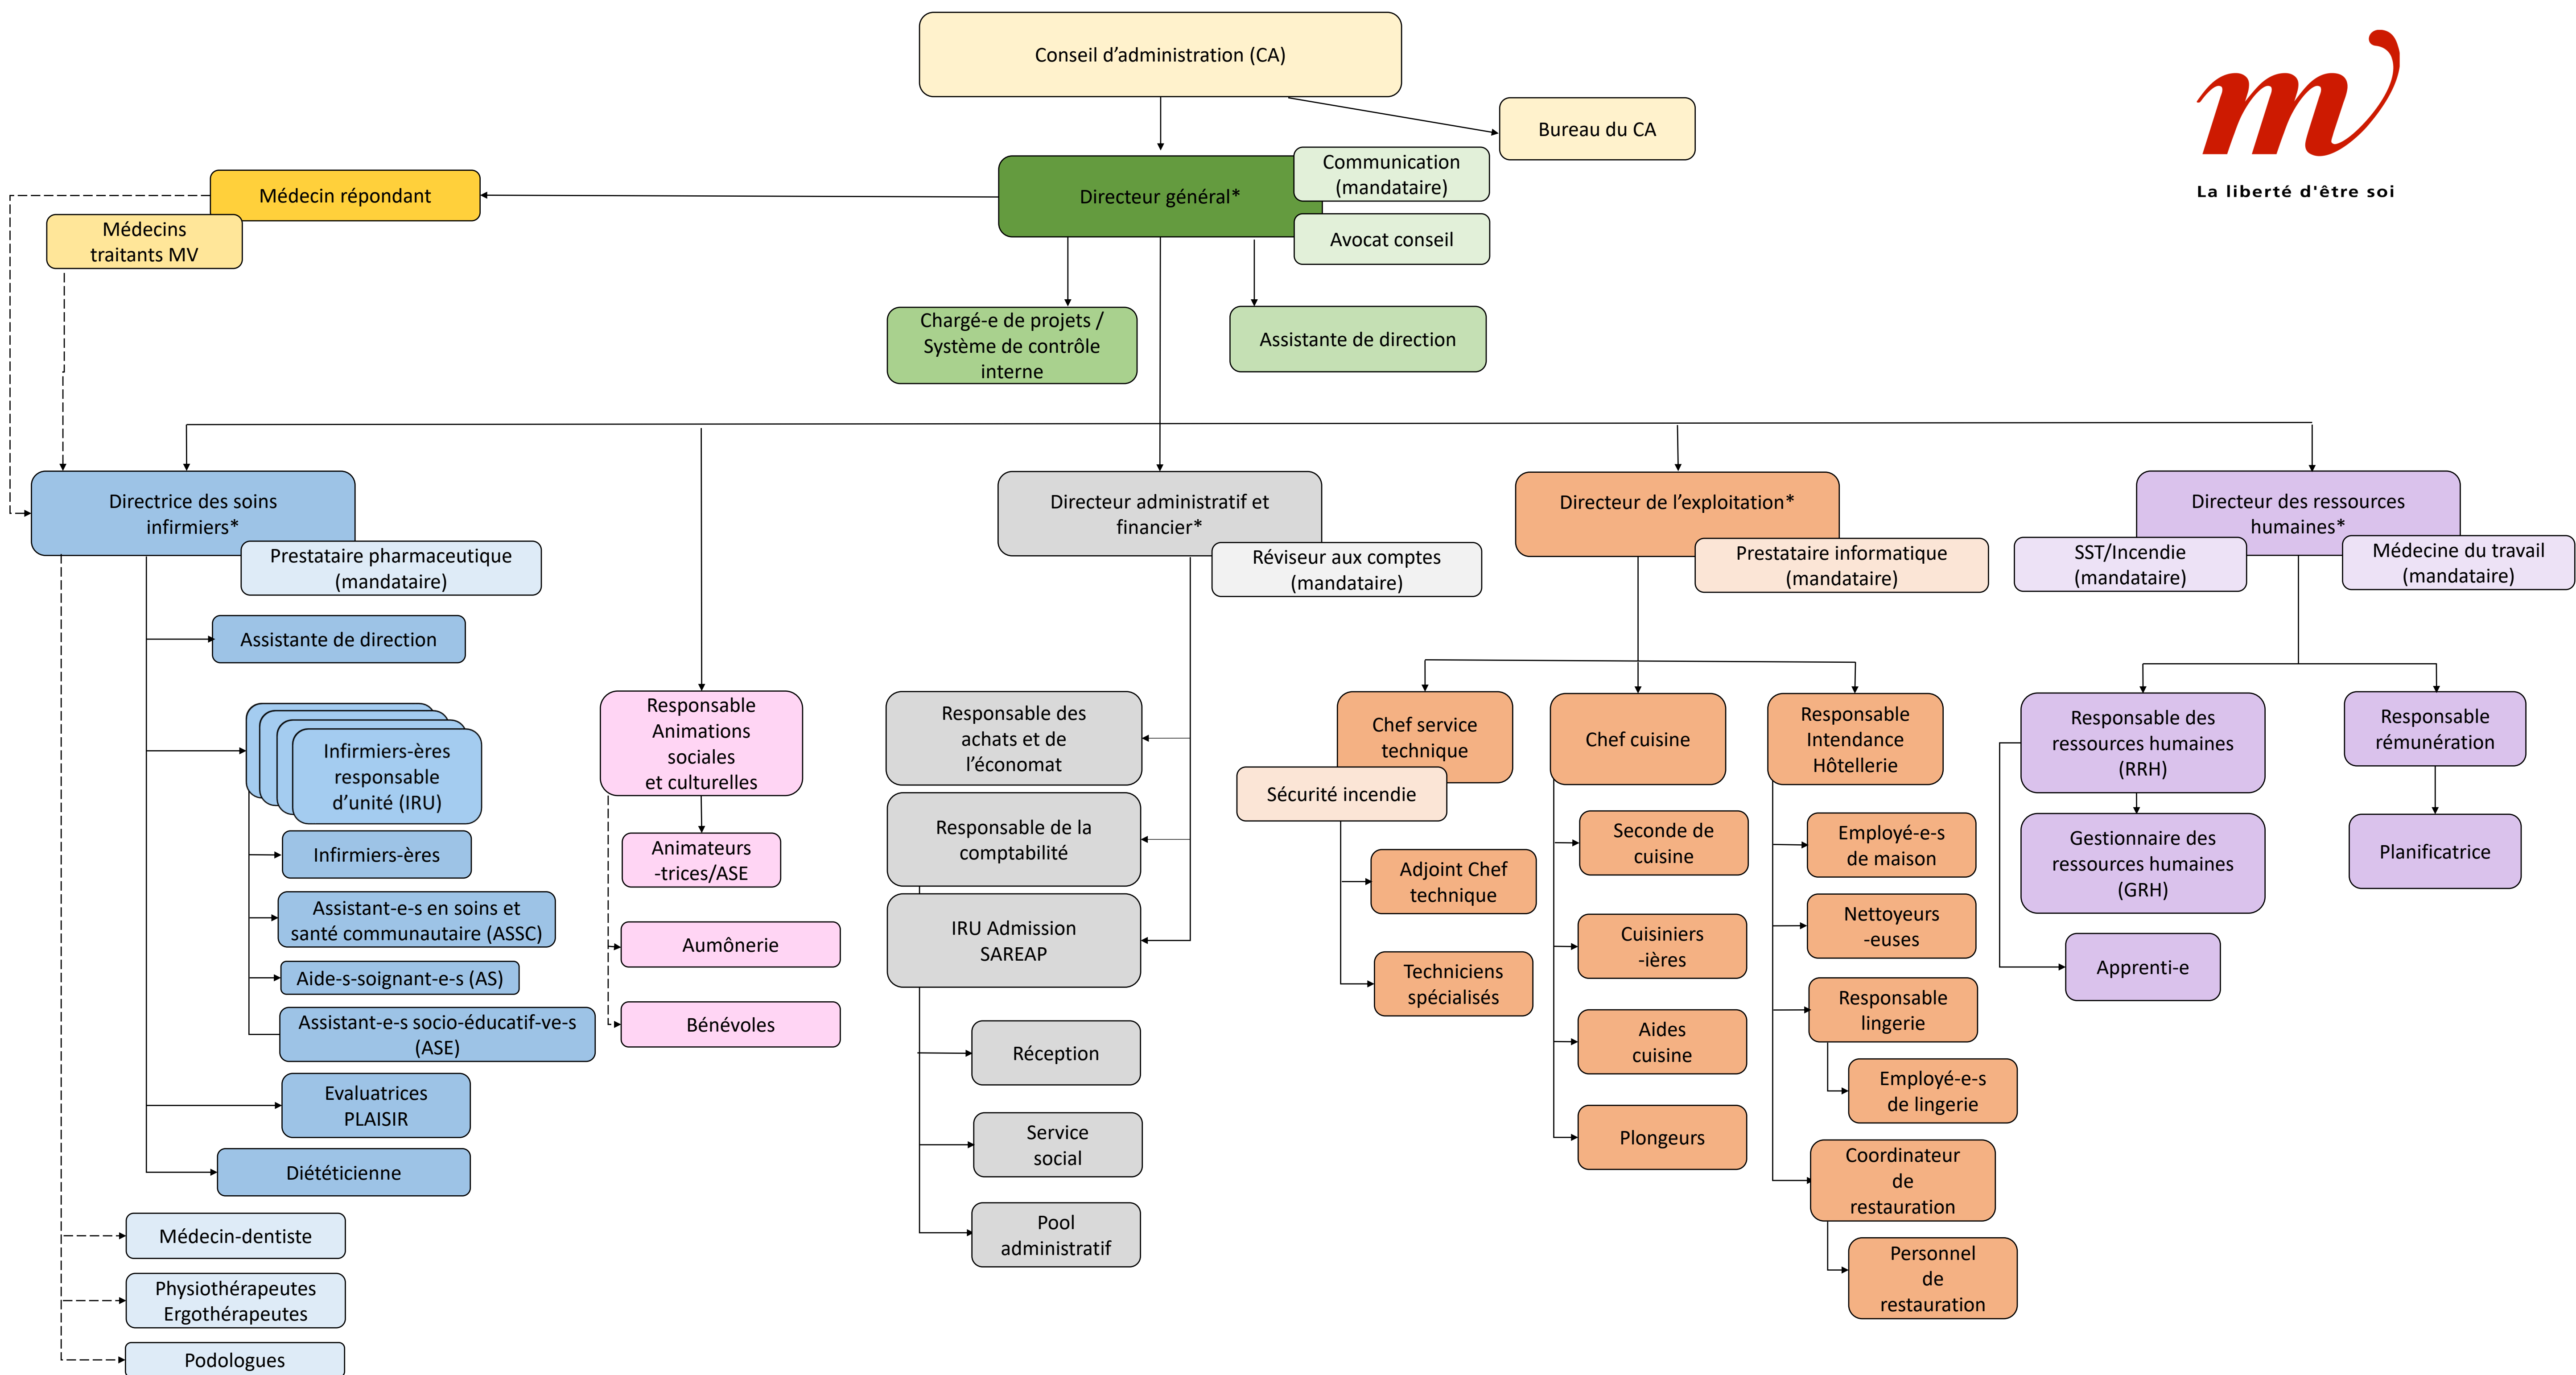 Conseil d’administration (CA)
Bureau du CA
La liberté d'être soi
Directeur général*
Communication
(mandataire)
Avocat conseil
Médecin répondant
Médecins
traitants MV
Chargé-e de projets /
Système de contrôle
interne
Assistante de direction
Directrice des soins
infirmiers*
Prestataire pharmaceutique
(mandataire)
Assistante de direction
Infirmiers-ères
responsable
d’unité (IRU)
Infirmiers-ères
Assistant-e-s en soins et
santé communautaire (ASSC)
Aide-s-soignant-e-s (AS)
Assistant-e-s socio-éducatif-ve-s
(ASE)
Evaluatrices
PLAISIR
Diététicienne
Médecin-dentiste
Physiothérapeutes
Ergothérapeutes
Podologues
Responsable
Animations
sociales
et culturelles
Animateurs
-trices/ASE
Aumônerie
Bénévoles
Directeur administratif et
financier*
Réviseur aux comptes
(mandataire)
Responsable des
achats et de
l’économat
Responsable de la
comptabilité
IRU Admission
SAREAP
Réception
Service
social
Pool
administratif
Directeur de l’exploitation*
Prestataire informatique
(mandataire)
Chef service
technique
Sécurité incendie
Adjoint Chef
technique
Techniciens
spécialisés
Chef cuisine
Seconde de
cuisine
Cuisiniers
-ières
Aides
cuisine
Plongeurs
Responsable
Intendance
Hôtellerie
Employé-e-s
de maison
Nettoyeurs
-euses
Responsable
lingerie
Employé-e-s
de lingerie
Coordinateur
de
restauration
Personnel
de
restauration
Directeur des ressources
humaines*
SST/Incendie
(mandataire)
Médecine du travail
(mandataire)
Responsable des
ressources humaines
(RRH)
Gestionnaire des
ressources humaines
(GRH)
Apprenti-e
Responsable
rémunération
Planificatrice